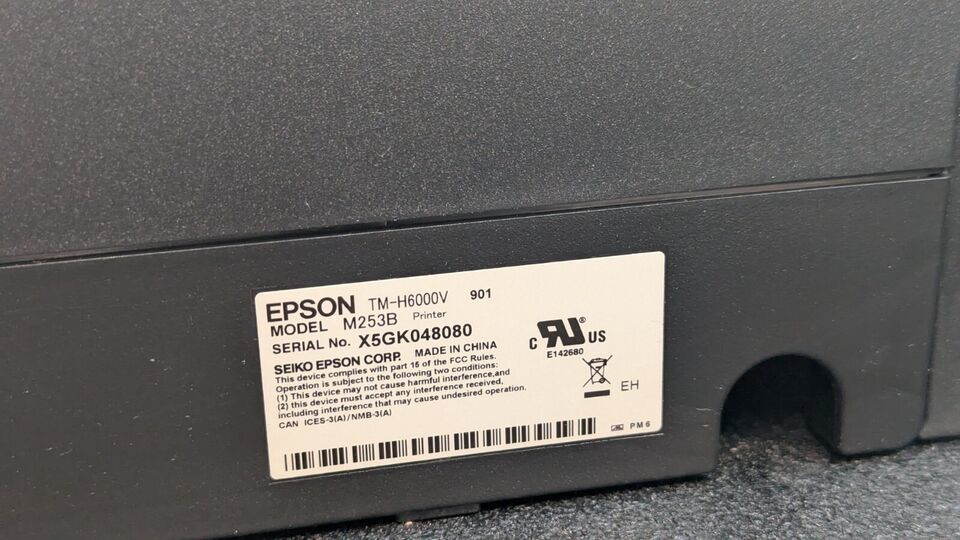 EPSON TM-H6000V 901
MODEL M253B Printer
SERIAL No. X5GK048080
SEIKO EPSON CORP. MADE IN CHINA
This device complies with part 15 of the FCC Rules.
Operation is subject to the following two conditions:
(1) This device may not cause harmful interference,and
(2) this device must accept any interference received,
including interference that may cause undesired operation.
CAN ICES-3(A)/NMB-3(A)
C RU® US
E142680
EH
PM6